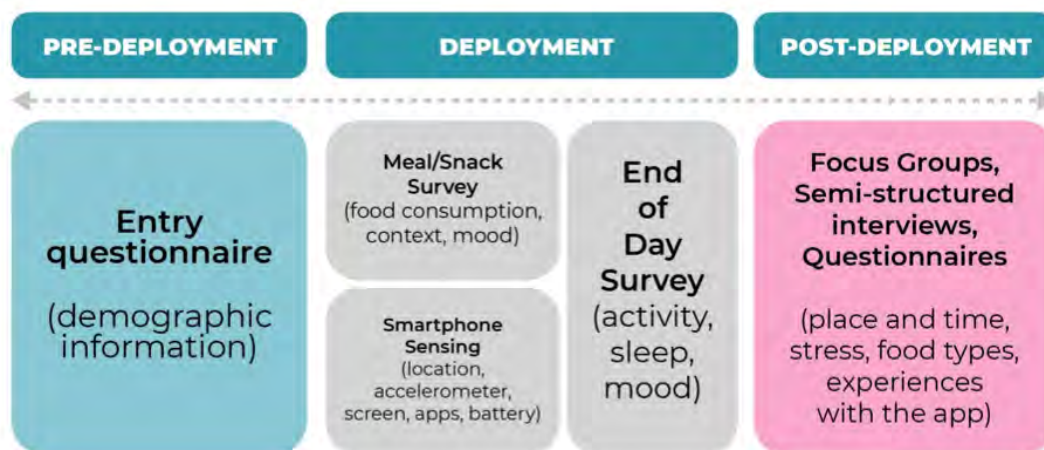 PRE-DEPLOYMENT
DEPLOYMENT
POST-DEPLOYMENT
Entry
questionnaire
(demographic
information)
Meal/Snack
Survey
(food consumption,
context, mood)
Smartphone
Sensing
(location,
accelerometer,
screen, apps, battery)
End
of
Day
Survey
(activity,
sleep,
mood)
Focus Groups,
Semi-structured
interviews,
Questionnaires
(place and time,
stress, food types,
experiences
with the app)